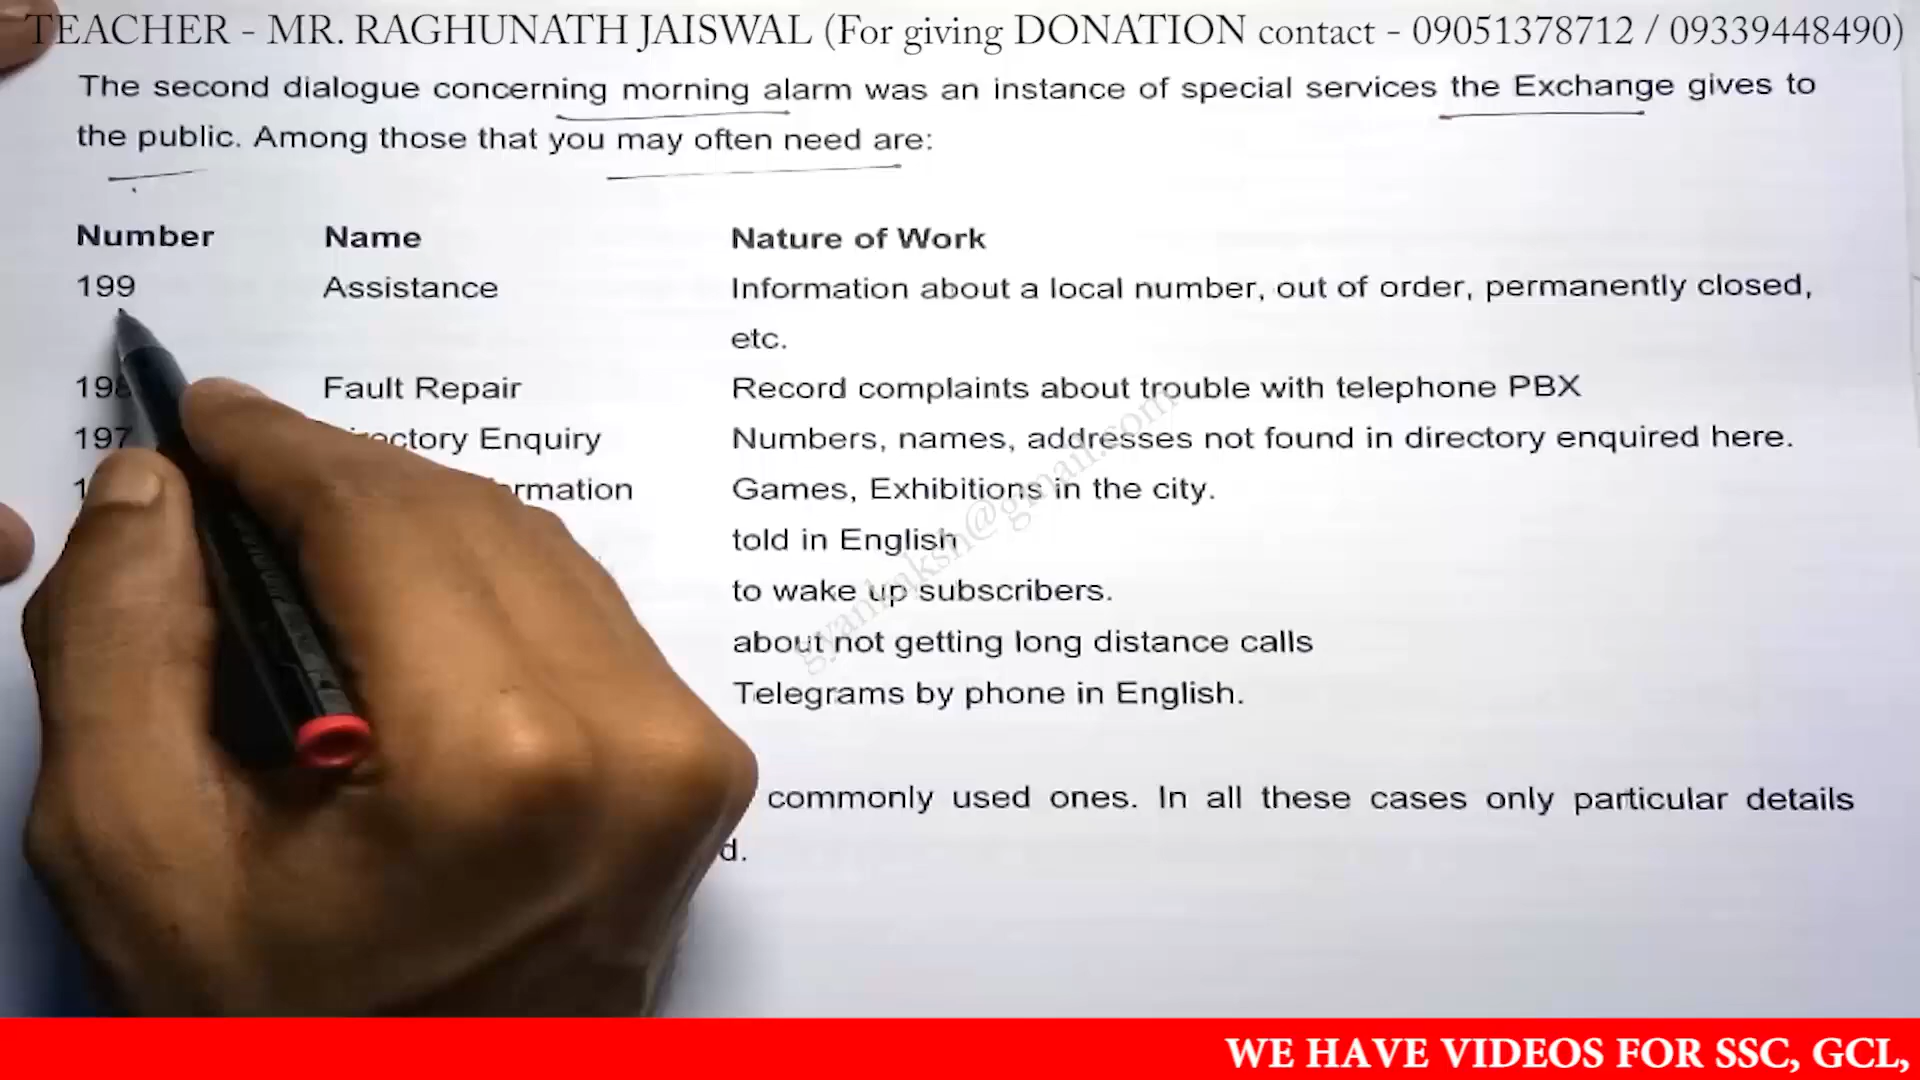 TEACHER - MR. RAGHUNATH JAISWAL (For giving DONATION contact - 09051378712 / 09339448490)
The second dialogue concerning morning alarm was an instance of special services the Exchange gives to
the public. Among those that you may often need are:
Number Name Nature of Work
199 Assistance Information about a local number, out of order, permanently closed,
etc.
Fault Repair Record complaints about trouble with telephone PBX
197 Enquiry Numbers, names, addresses not found in directory enquired here.
Games, Exhibitions in the city.
told in English
to wake up subscribers.
about not getting long distance calls
Telegrams by phone in English.
commonly used ones. In all these cases only particular details
gyankaksh@gmail.com
WE HAVE VIDEOS FOR SSC, GCL,